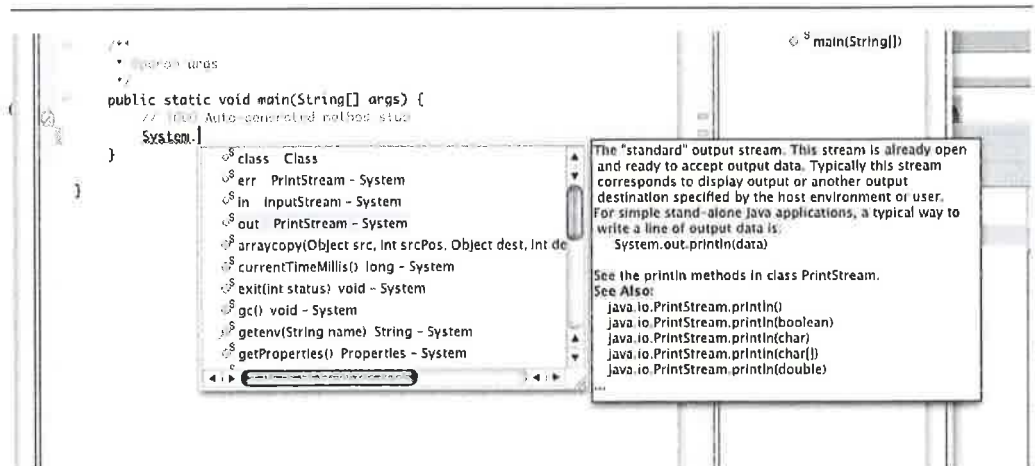 /**
* @param args
*/
public static void main(String[] args) {
// TODO Auto-generated method stub
System.
}
}
class Class
err PrintStream – System
in InputStream – System
out PrintStream – System
arraycopy(Object src, int srcPos, Object dest, int de
currentTimeMillis() long – System
exit(int status) void – System
gc() void – System
getenv(String name) String – System
getProperties() Properties – System
The "standard" output stream. This stream is already open
and ready to accept output data. Typically this stream
corresponds to display output or another output
destination specified by the host environment or user.
For simple stand-alone Java applications, a typical way to
write a line of output data is:
System.out.println(data)
See the println methods in class PrintStream.
See Also:
java.io.PrintStream.println()
java.io.PrintStream.println(boolean)
java.io.PrintStream.println(char)
java.io.PrintStream.println(char[])
java.io.PrintStream.println(double)
...
S main(String[])